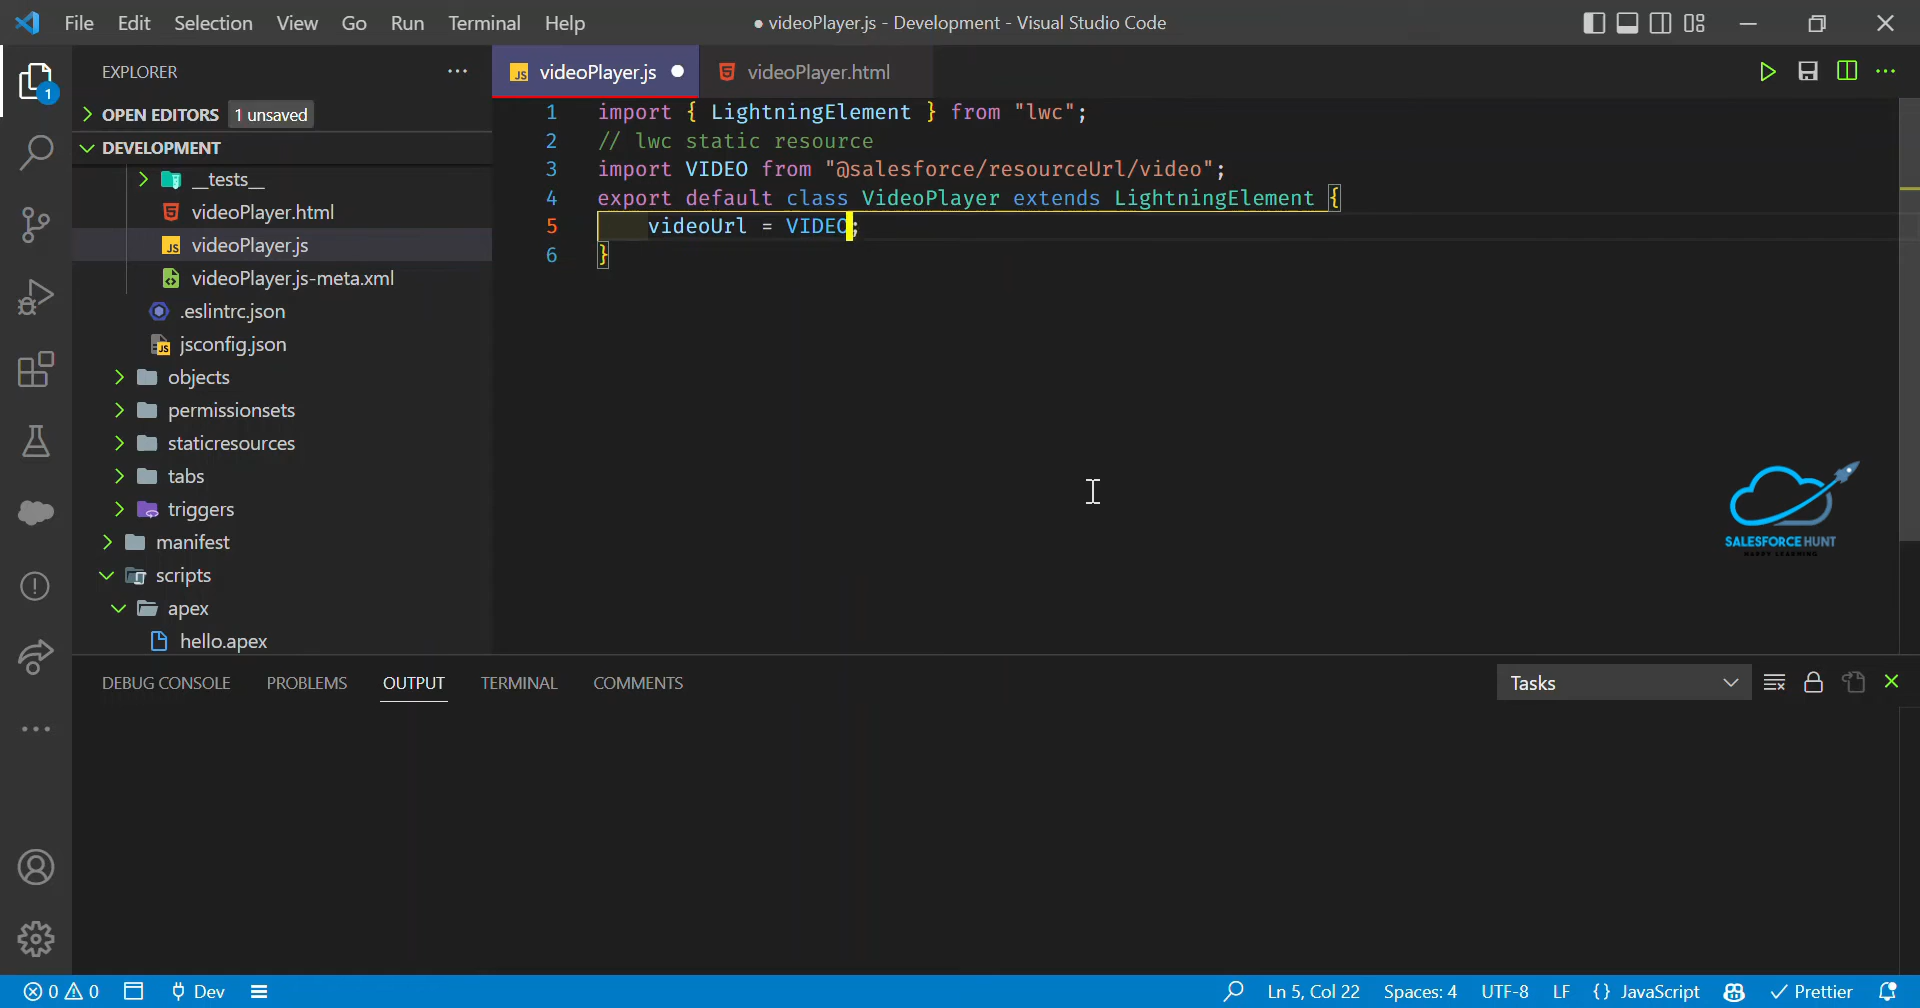 File Edit Selection View Go Run Terminal Help
● videoPlayer.js - Development - Visual Studio Code
EXPLORER
1
OPEN EDITORS 1 unsaved
DEVELOPMENT
__tests__
videoPlayer.html
videoPlayer.js
videoPlayer.js-meta.xml
.eslintrc.json
jsconfig.json
objects
permissionsets
staticresources
tabs
triggers
manifest
scripts
apex
hello.apex
JS videoPlayer.js ● videoPlayer.html
1 import { LightningElement } from "lwc";
2 // lwc static resource
3 import VIDEO from "@salesforce/resourceUrl/video";
4 export default class VideoPlayer extends LightningElement {
5 videoUrl = VIDEO;
6 }
SALESFORCE HUNT
DEBUG CONSOLE PROBLEMS OUTPUT TERMINAL COMMENTS
Tasks
0 0 Dev
Ln 5, Col 22 Spaces: 4 UTF-8 LF {} JavaScript Prettier